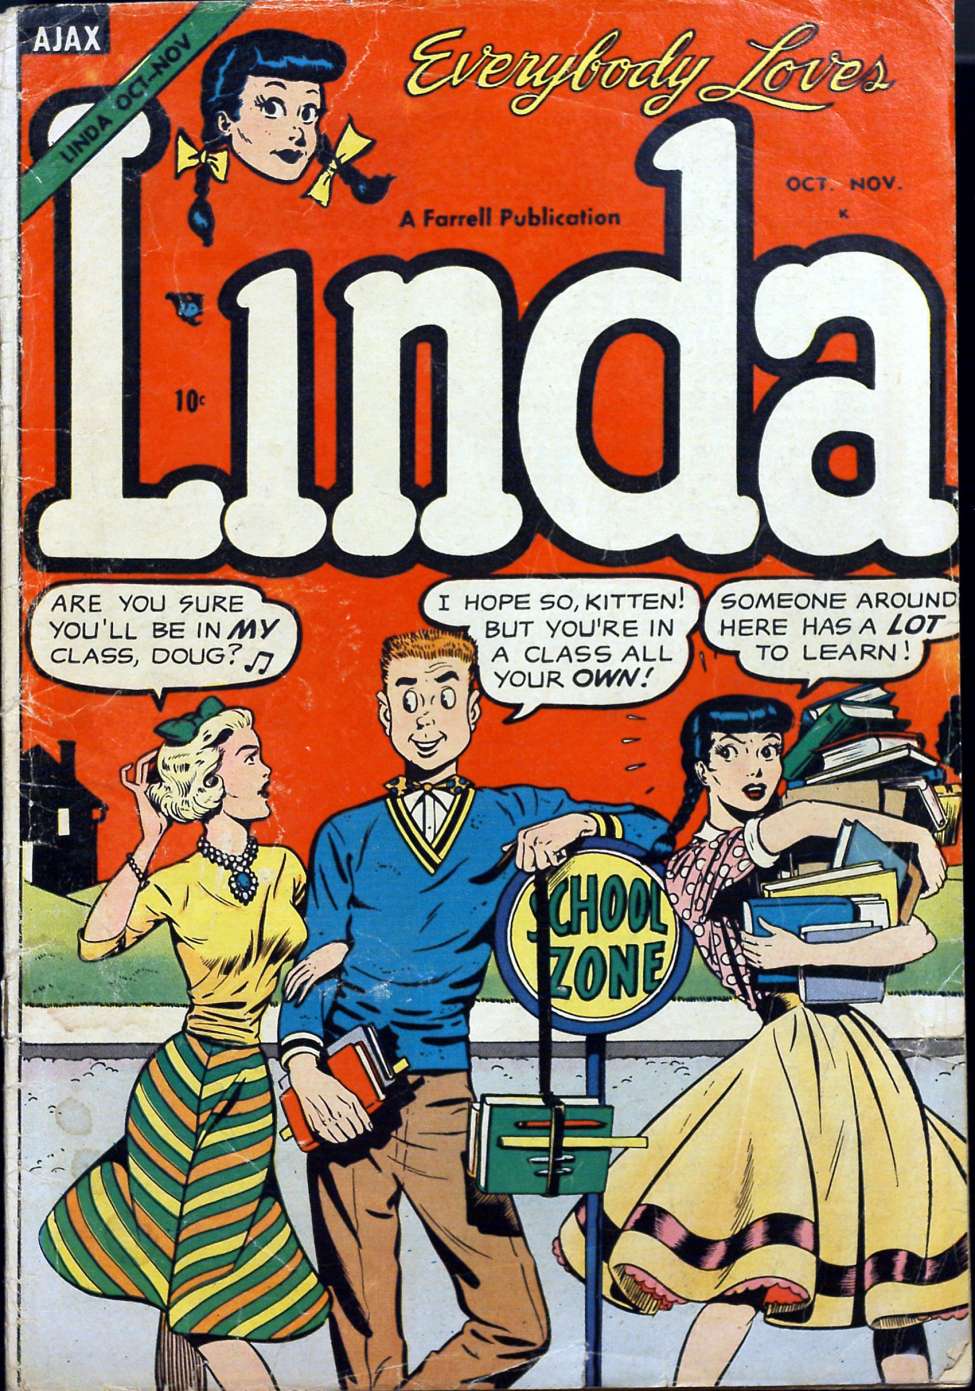 AJAX
LINDA OCT-NOV
Everybody Loves
Linda
OCT. NOV.
K
A Farrell Publication
10¢
ARE YOU SURE
YOU'LL BE IN MY
CLASS, DOUG?
I HOPE SO, KITTEN!
BUT YOU'RE IN
A CLASS ALL
YOUR OWN!
SOMEONE AROUND
HERE HAS A LOT
TO LEARN!
SCHOOL
ZONE